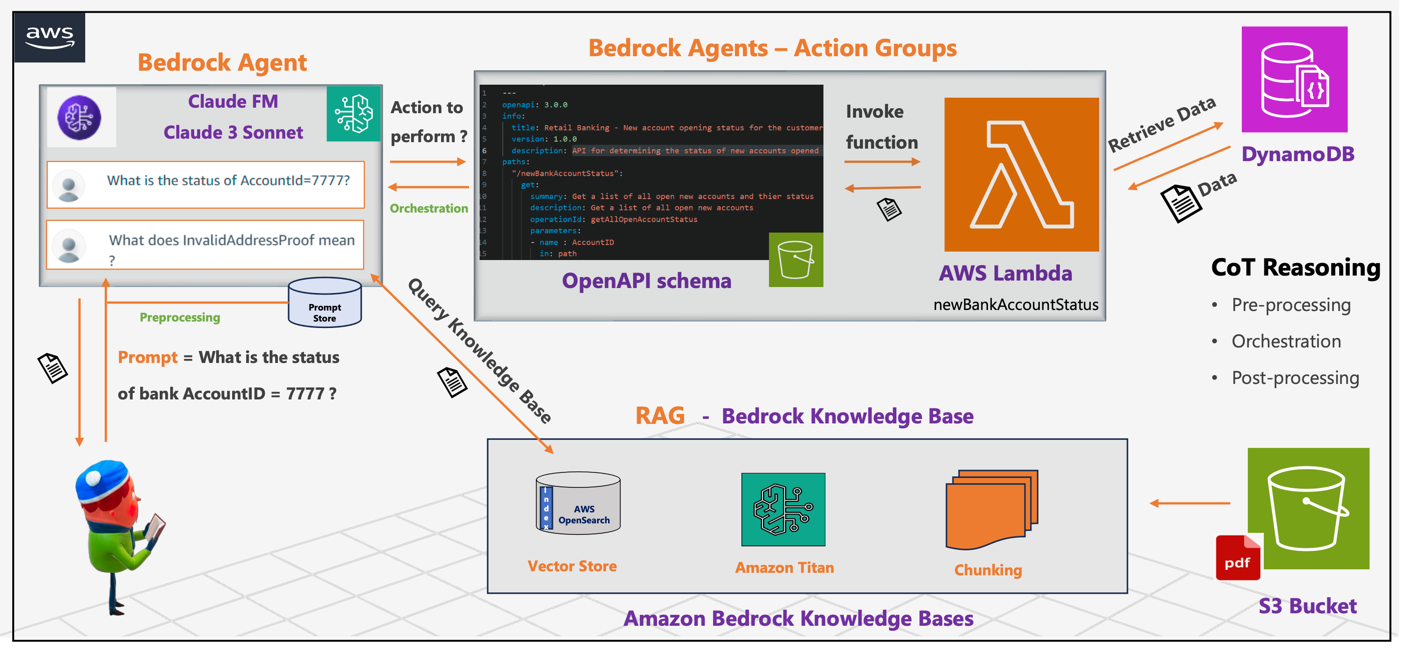 aws
Bedrock Agent
Claude FM
Claude 3 Sonnet
What is the status of AccountId=7777?
What does InvalidAddressProof mean
?
Action to
perform ?
Orchestration
Bedrock Agents – Action Groups
1 ---
2 openapi: 3.0.0
3 info:
4 title: Retail Banking - New account opening status for the customer
5 version: 1.0.0
6 description: API for determining the status of new accounts opened
7 paths:
8 "/newBankAccountStatus":
9 get:
10 summary: Get a list of all open new accounts and thier status
11 description: Get a list of all open new accounts
12 operationId: getAllOpenAccountStatus
13 parameters:
14 - name : AccountID
15 in: path
OpenAPI schema
Invoke
function
AWS Lambda
newBankAccountStatus
Retrieve Data
Data
{}
DynamoDB
CoT Reasoning
• Pre-processing
• Orchestration
• Post-processing
Prompt
Store
Preprocessing
Prompt = What is the status
of bank AccountID = 7777 ?
Query Knowledge Base
RAG - Bedrock Knowledge Base
Index
AWS
OpenSearch
Vector Store
Amazon Titan
Chunking
Amazon Bedrock Knowledge Bases
pdf
S3 Bucket